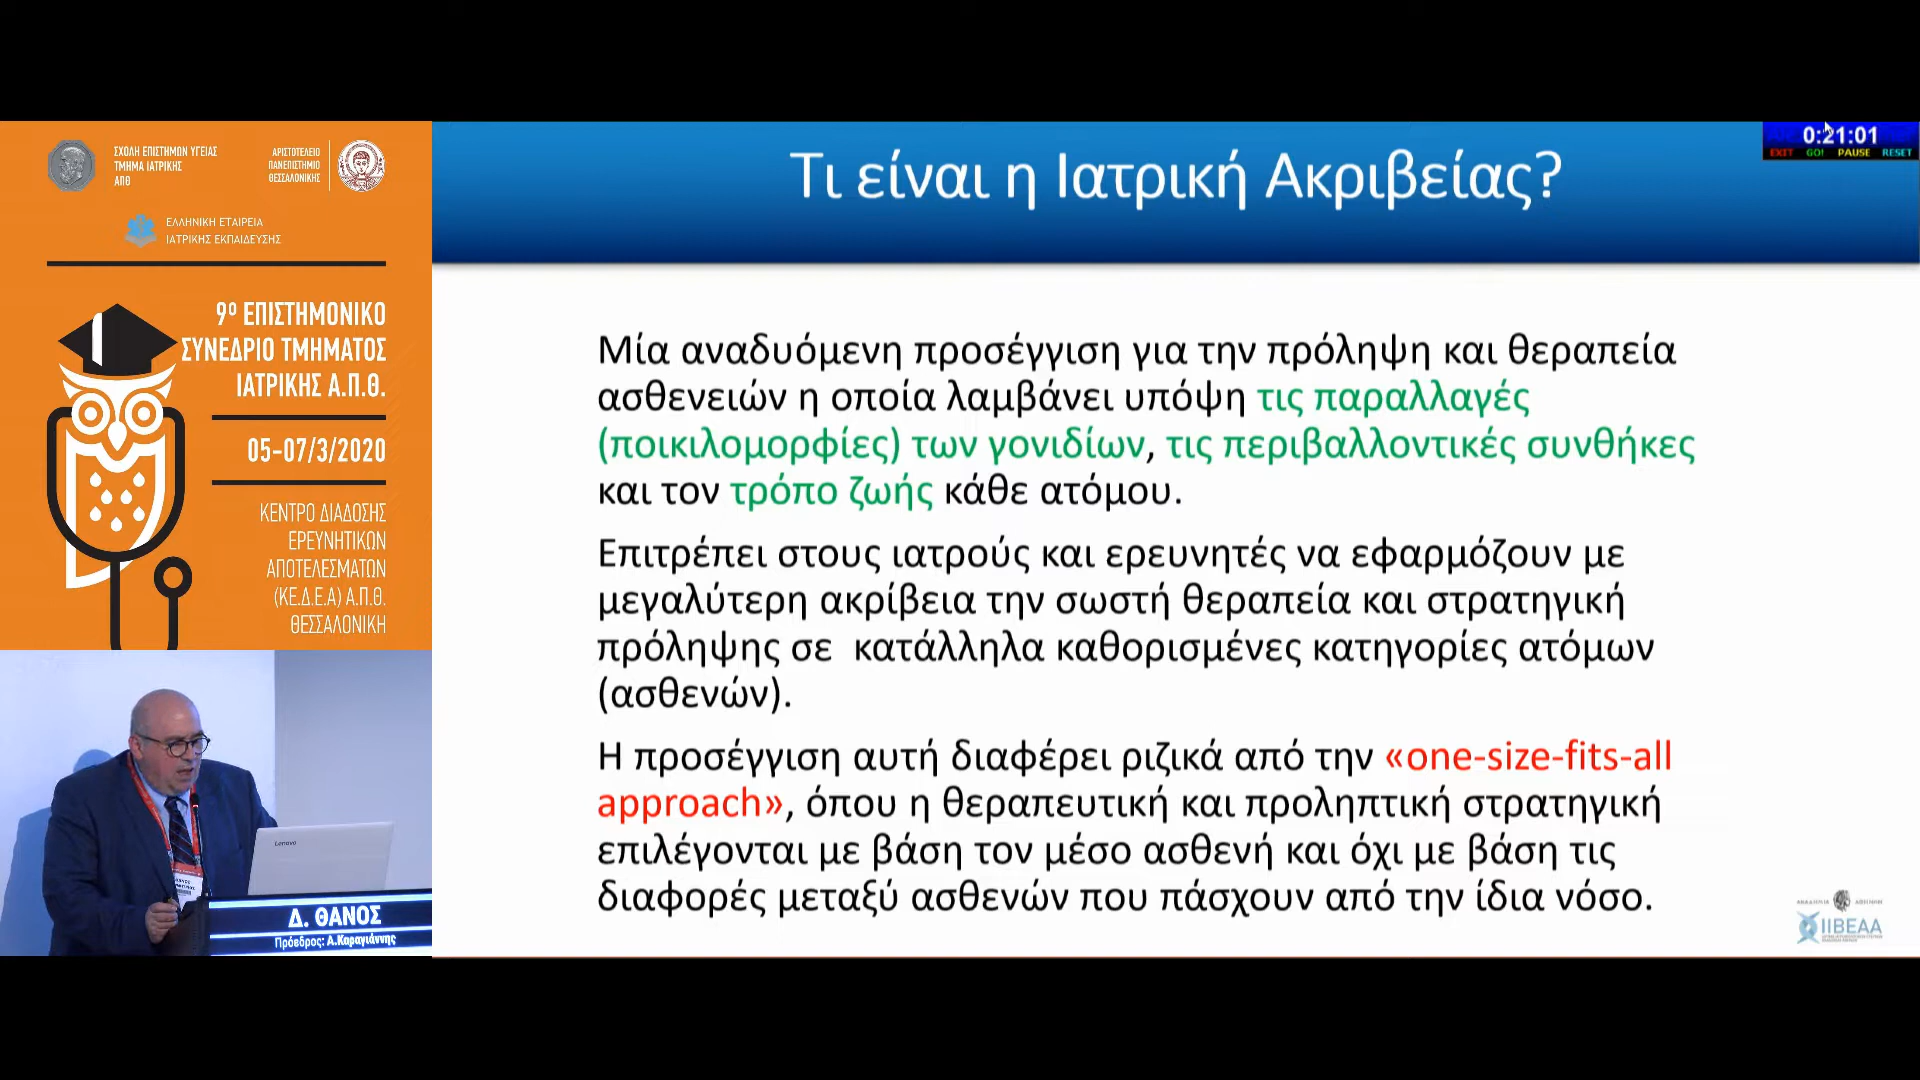 ΣΧΟΛΗ ΕΠΙΣΤΗΜΩΝ ΥΓΕΙΑΣ
ΤΜΗΜΑ ΙΑΤΡΙΚΗΣ
ΑΠΘ
ΑΡΙΣΤΟΤΕΛΕΙΟ
ΠΑΝΕΠΙΣΤΗΜΙΟ
ΘΕΣΣΑΛΟΝΙΚΗΣ
ΕΛΛΗΝΙΚΗ ΕΤΑΙΡΕΙΑ
ΙΑΤΡΙΚΗΣ ΕΚΠΑΙΔΕΥΣΗΣ
9ο ΕΠΙΣΤΗΜΟΝΙΚΟ
ΣΥΝΕΔΡΙΟ ΤΜΗΜΑΤΟΣ
ΙΑΤΡΙΚΗΣ Α.Π.Θ.
05-07/3/2020
ΚΕΝΤΡΟ ΔΙΑΔΟΣΗΣ
ΕΡΕΥΝΗΤΙΚΩΝ
ΑΠΟΤΕΛΕΣΜΑΤΩΝ
(ΚΕ.Δ.Ε.Α) Α.Π.Θ.
ΘΕΣΣΑΛΟΝΙΚΗ
Lenovo
Δ. ΘΑΝΟΣ
Πρόεδρος: Α.Καραγιάννης
Τι είναι η Ιατρική Ακριβείας?
0:21:01
EXIT GO! PAUSE RESET
Μία αναδυόμενη προσέγγιση για την πρόληψη και θεραπεία
ασθενειών η οποία λαμβάνει υπόψη τις παραλλαγές
(ποικιλομορφίες) των γονιδίων, τις περιβαλλοντικές συνθήκες
και τον τρόπο ζωής κάθε ατόμου.
Επιτρέπει στους ιατρούς και ερευνητές να εφαρμόζουν με
μεγαλύτερη ακρίβεια την σωστή θεραπεία και στρατηγική
πρόληψης σε  κατάλληλα καθορισμένες κατηγορίες ατόμων
(ασθενών).
Η προσέγγιση αυτή διαφέρει ριζικά από την «one-size-fits-all
approach», όπου η θεραπευτική και προληπτική στρατηγική
επιλέγονται με βάση τον μέσο ασθενή και όχι με βάση τις
διαφορές μεταξύ ασθενών που πάσχουν από την ίδια νόσο.
ΙΙΒΕΑΑ